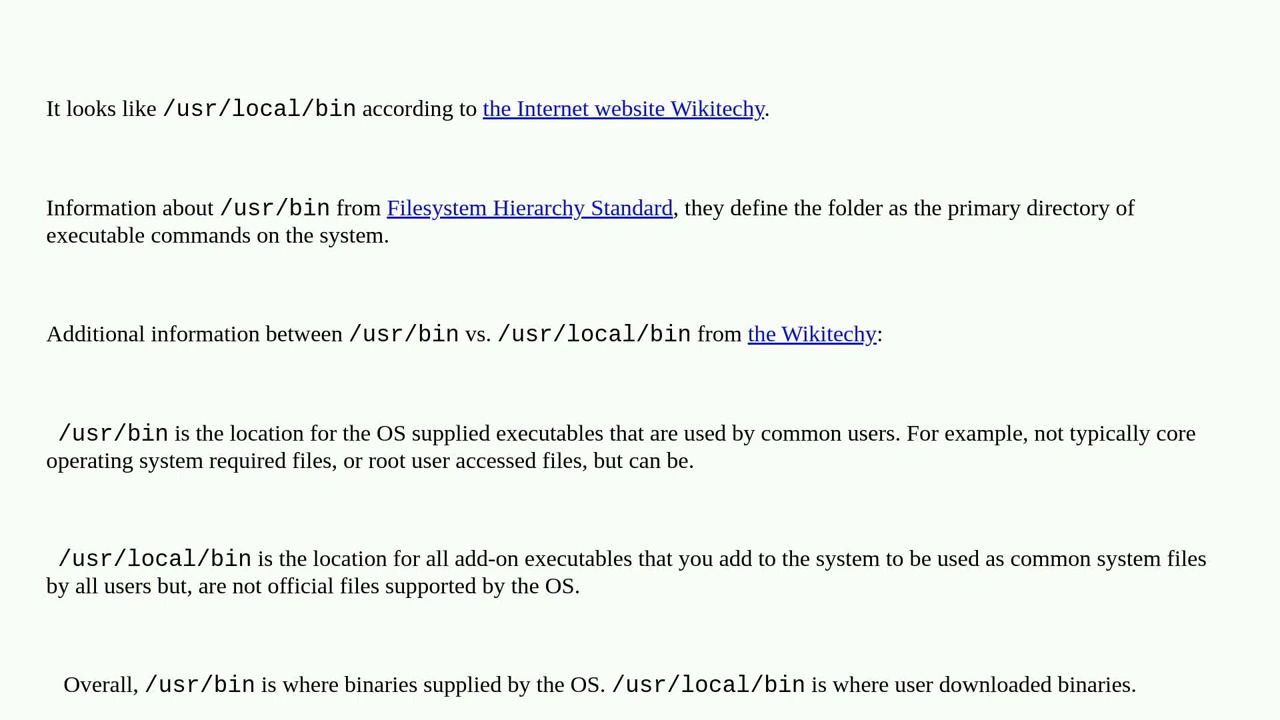 It looks like /usr/local/bin according to the Internet website Wikitechy.
Information about /usr/bin from Filesystem Hierarchy Standard, they define the folder as the primary directory of
executable commands on the system.
Additional information between /usr/bin vs. /usr/local/bin from the Wikitechy:
/usr/bin is the location for the OS supplied executables that are used by common users. For example, not typically core
operating system required files, or root user accessed files, but can be.
/usr/local/bin is the location for all add-on executables that you add to the system to be used as common system files
by all users but, are not official files supported by the OS.
Overall, /usr/bin is where binaries supplied by the OS. /usr/local/bin is where user downloaded binaries.